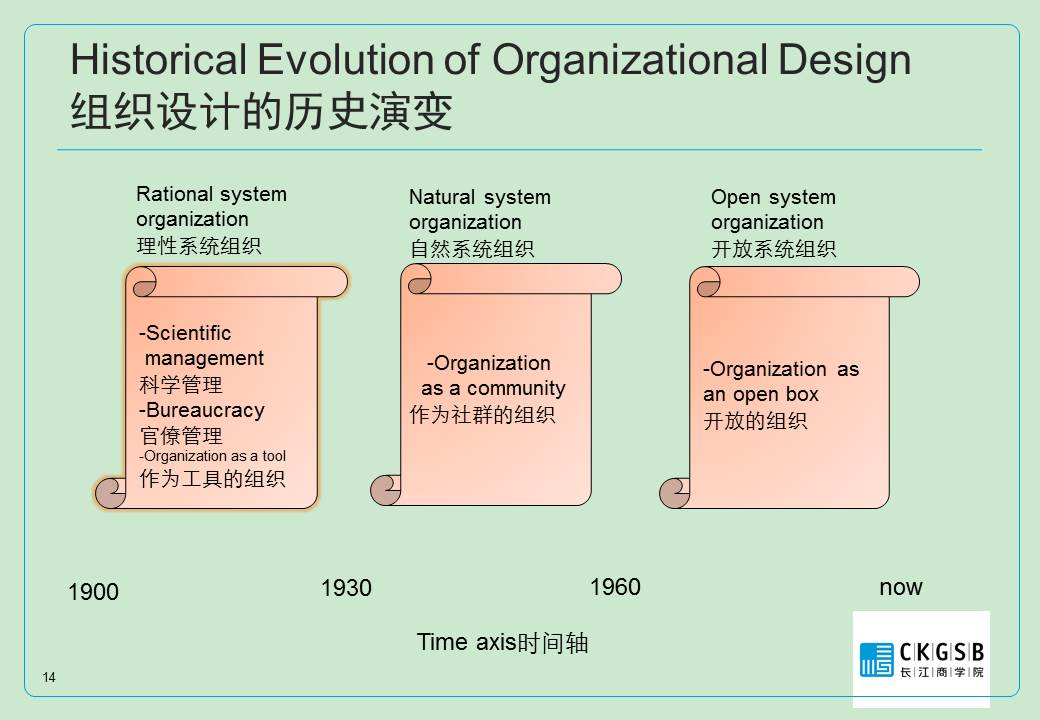 Historical Evolution of Organizational Design
组织设计的历史演变
Rational system
organization
理性系统组织
-Scientific
management
科学管理
-Bureaucracy
官僚管理
-Organization as a tool
作为工具的组织
Natural system
organization
自然系统组织
-Organization
as a community
作为社群的组织
Open system
organization
开放系统组织
-Organization as
an open box
开放的组织
1900
1930
1960
now
Time axis时间轴
CKGSB
长江商学院
14